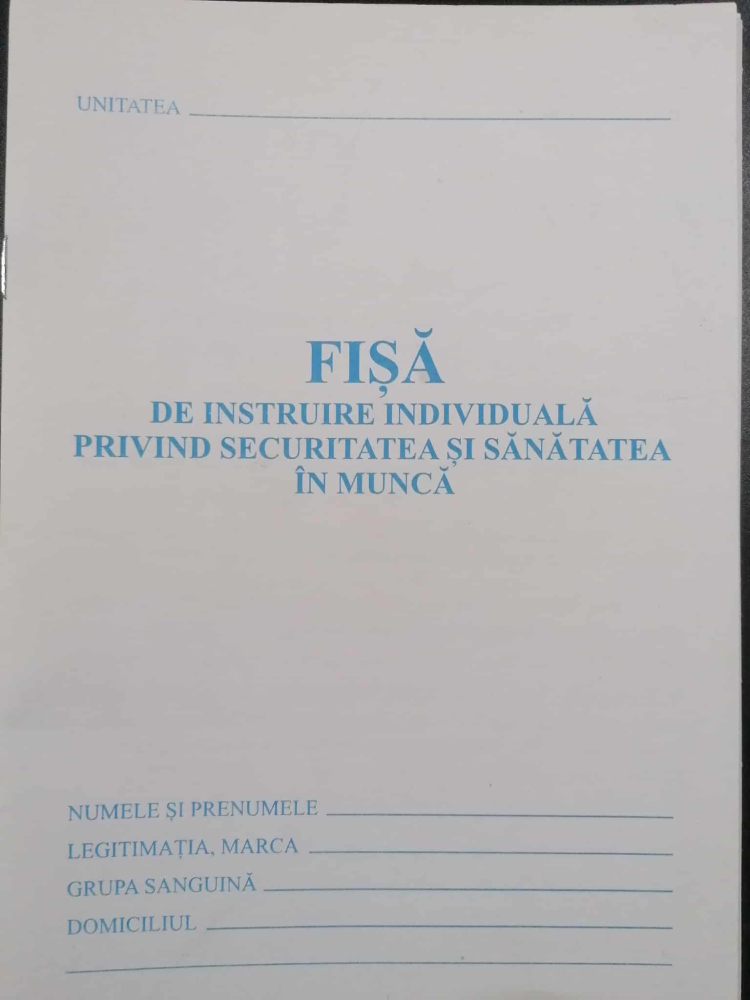 UNITATEA
FIȘĂ
DE INSTRUIRE INDIVIDUALĂ
PRIVIND SECURITATEA ȘI SĂNĂTATEA
ÎN MUNCĂ
NUMELE ȘI PRENUMELE
LEGITIMAȚIA, MARCA
GRUPA SANGUINĂ
DOMICILIUL